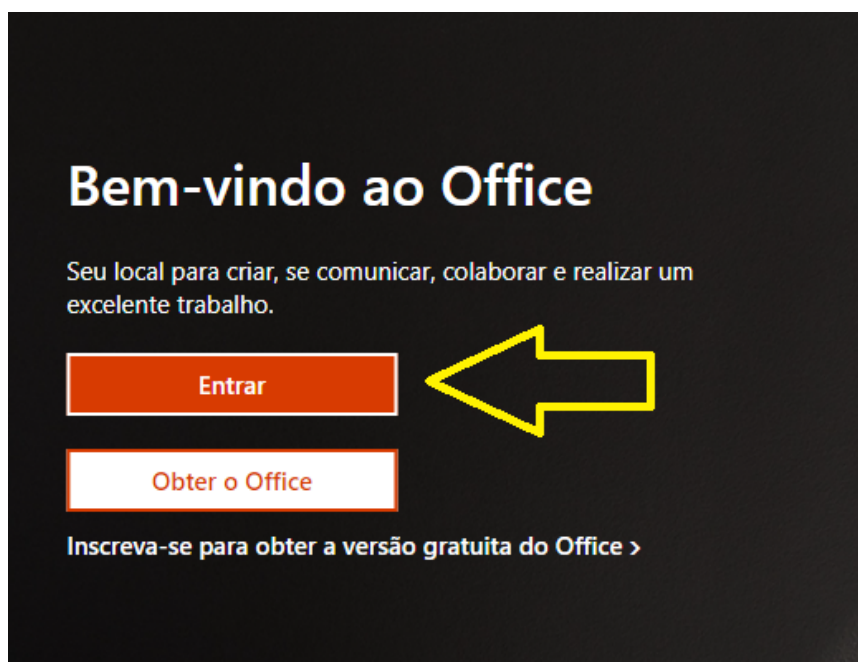 Bem-vindo ao Office
Seu local para criar, se comunicar, colaborar e realizar um
excelente trabalho.
Entrar
Obter o Office
Inscreva-se para obter a versão gratuita do Office >